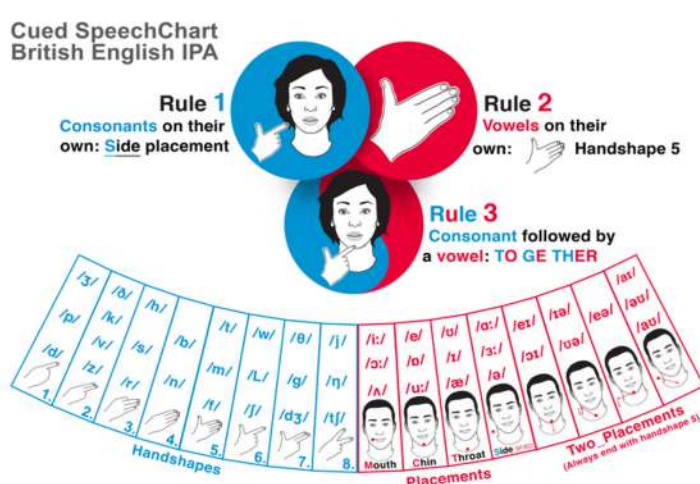 Cued SpeechChart
British English IPA
Rule 1
Consonants on their
own: Side placement
Rule 2
Vowels on their
own: Handshape 5
Rule 3
Consonant followed by
a vowel: TO GE THER
/ʒ/ /ð/ /h/ /b/ /t/ /w/ /θ/ /j/
/p/ /k/ /s/ /n/ /m/ /L/ /g/ /ŋ/
/d/ /v/ /r/ /f/ /ʃ/ /dʒ/ /tʃ/
/z/
1. 2. 3. 4. 5. 6. 7. 8.
Handshapes
/iː/ /e/ /ʊ/ /ɑː/ /eɪ/ /ɪə/ /eə/ /aɪ/
/ɔː/ /ɒ/ /ɪ/ /ɜː/ /ɔɪ/ /ʊə/ /əʊ/
/ʌ/ /uː/ /æ/ /ə/ /aʊ/
Mouth Chin Throat Side
Placements
Two_Placements
(Always end with handshape 5)